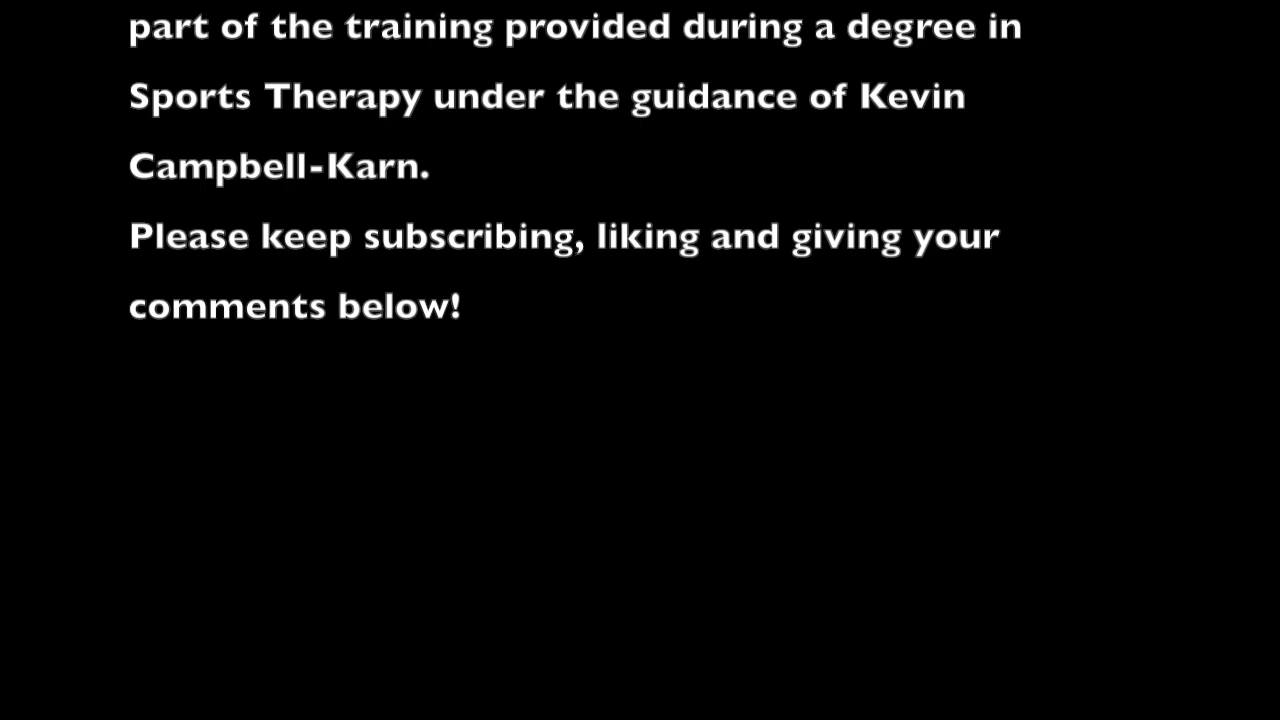 part of the training provided during a degree in
Sports Therapy under the guidance of Kevin
Campbell-Karn.
Please keep subscribing, liking and giving your
comments below!